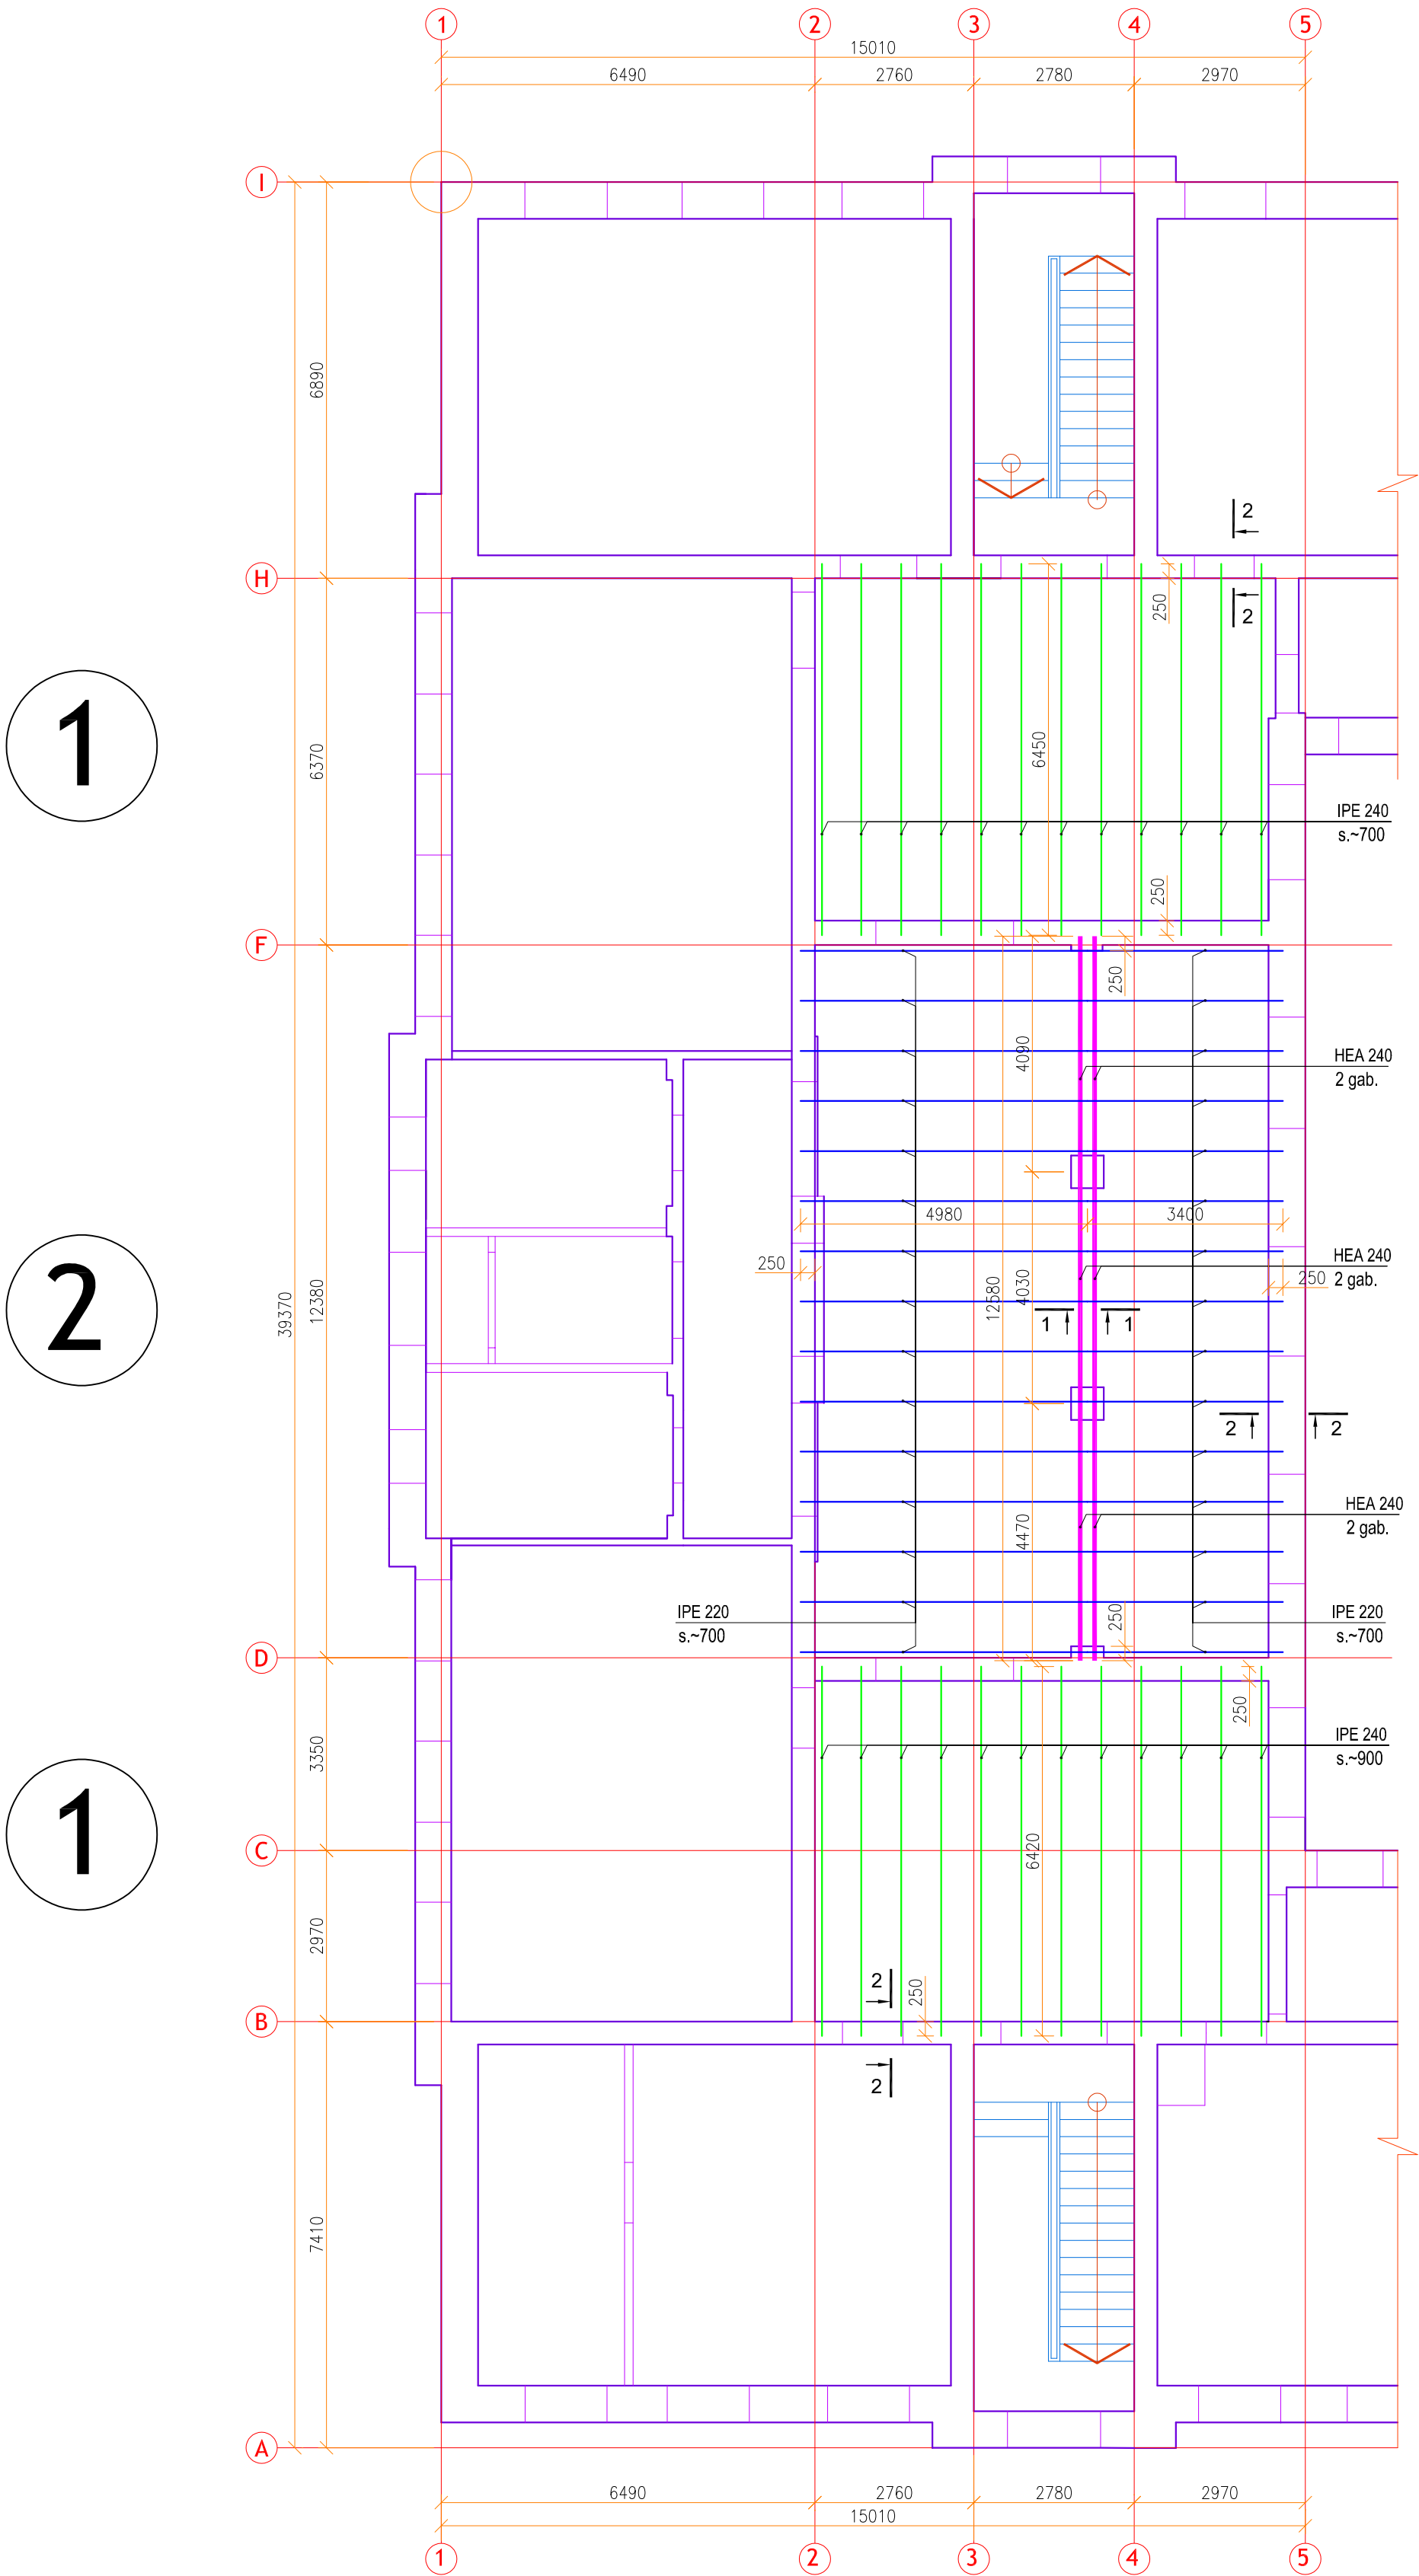 1 2 3 4 5
15010
6490 2760 2780 2970
I
6890
2
H
250
2
1
6450
6370
IPE 240
s.~700
250
F
250
4090
HEA 240
2 gab.
4980 3400
250
HEA 240
250 2 gab.
2
39370
12380
12580
4030
1 1
2 2
4470
HEA 240
2 gab.
250
IPE 220
s.~700
IPE 220
s.~700
D
250
IPE 240
s.~900
3350
1
C
6420
2970
2
250
B
2
7410
A
6490 2760 2780 2970
15010
1 2 3 4 5